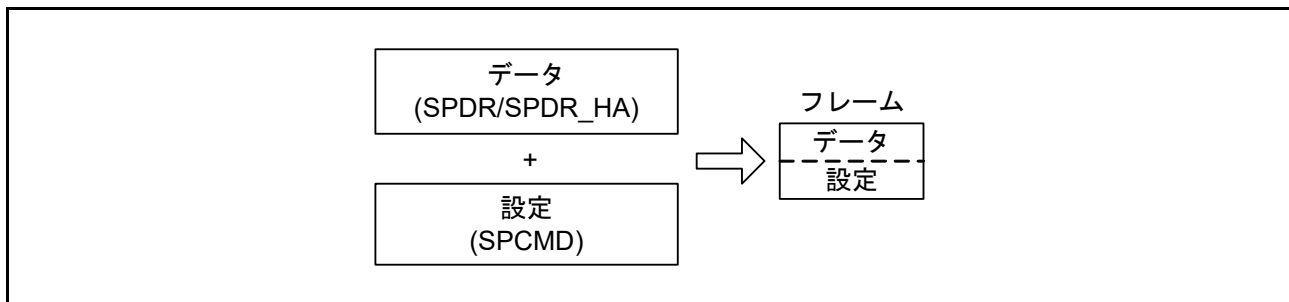 データ
(SPDR/SPDR_HA)
+
設定
(SPCMD)
フレーム
データ
設定